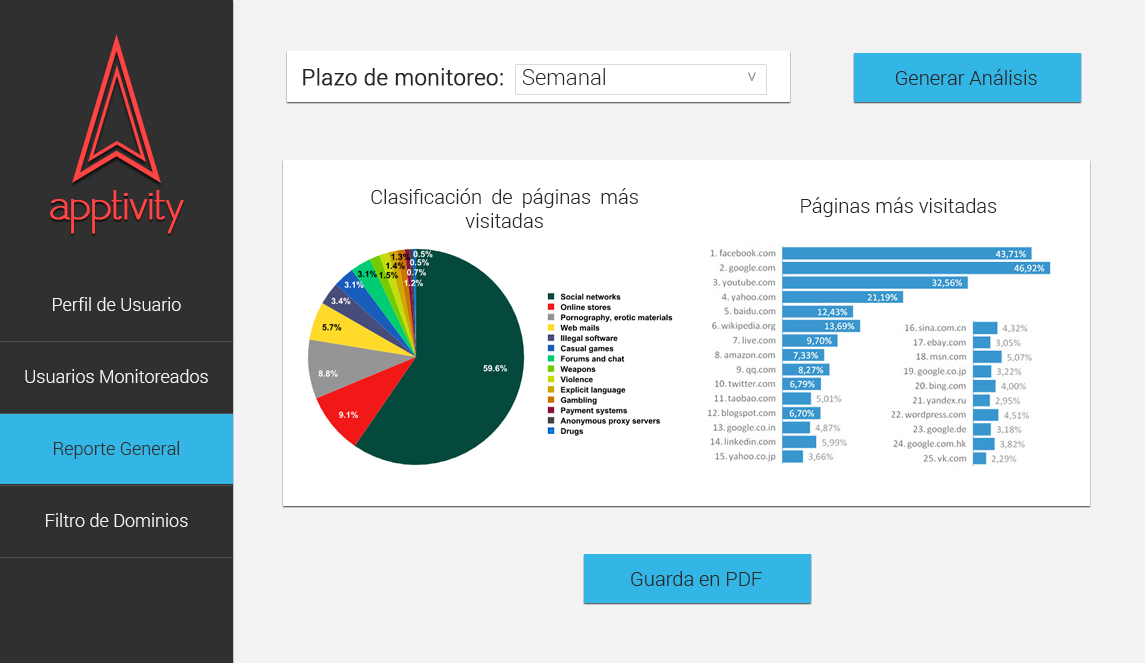 apptivity
Perfil de Usuario
Usuarios Monitoreados
Reporte General
Filtro de Dominios
Plazo de monitoreo: Semanal v
Generar Análisis
Clasificación de páginas más
visitadas
59.6%
9.1%
8.8%
5.7%
3.4%
3.1%
3.1%
1.5%
1.4%
1.3%
1.2%
0.7%
0.5%
0.5%
Social networks
Online stores
Pornography, erotic materials
Web mails
Illegal software
Casual games
Forums and chat
Weapons
Violence
Explicit language
Gambling
Payment systems
Anonymous proxy servers
Drugs
Páginas más visitadas
1. facebook.com 43,71%
2. google.com 46,92%
3. youtube.com 32,56%
4. yahoo.com 21,19%
5. baidu.com 12,43%
6. wikipedia.org 13,69%
7. live.com 9,70%
8. amazon.com 7,33%
9. qq.com 8,27%
10. twitter.com 6,79%
11. taobao.com 5,01%
12. blogspot.com 6,70%
13. google.co.in 4,87%
14. linkedin.com 5,99%
15. yahoo.co.jp 3,66%
16. sina.com.cn 4,32%
17. ebay.com 3,05%
18. msn.com 5,07%
19. google.co.jp 3,22%
20. bing.com 4,00%
21. yandex.ru 2,95%
22. wordpress.com 4,51%
23. google.de 3,18%
24. google.com.hk 3,82%
25. vk.com 2,29%
Guarda en PDF